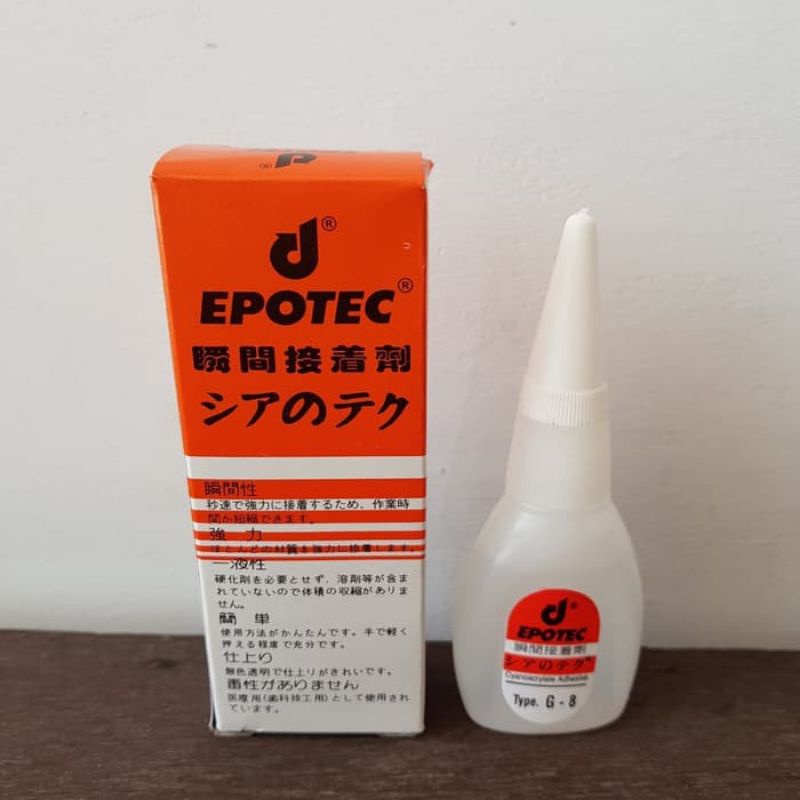 EPOTEC®
瞬間接着剤
シアのテク
瞬間性
秒速で強力に接着するため、作業時
間が短縮できます。
強 力
ほとんどの材質を強力に接着します。
一液性
硬化剤を必要とせず、溶剤等が含ま
れていないので体積の収縮がありま
せん。
簡 単
使用方法がかんたんです。手で軽く
押える程度で充分です。
仕上り
無色透明で仕上りがきれいです。
毒性がありません
医療用(歯科技工用)として使用され
ています。
EPOTEC
瞬間接着剤
シアのテク
Cyanoacrylate Adhesive
Type. G - 8